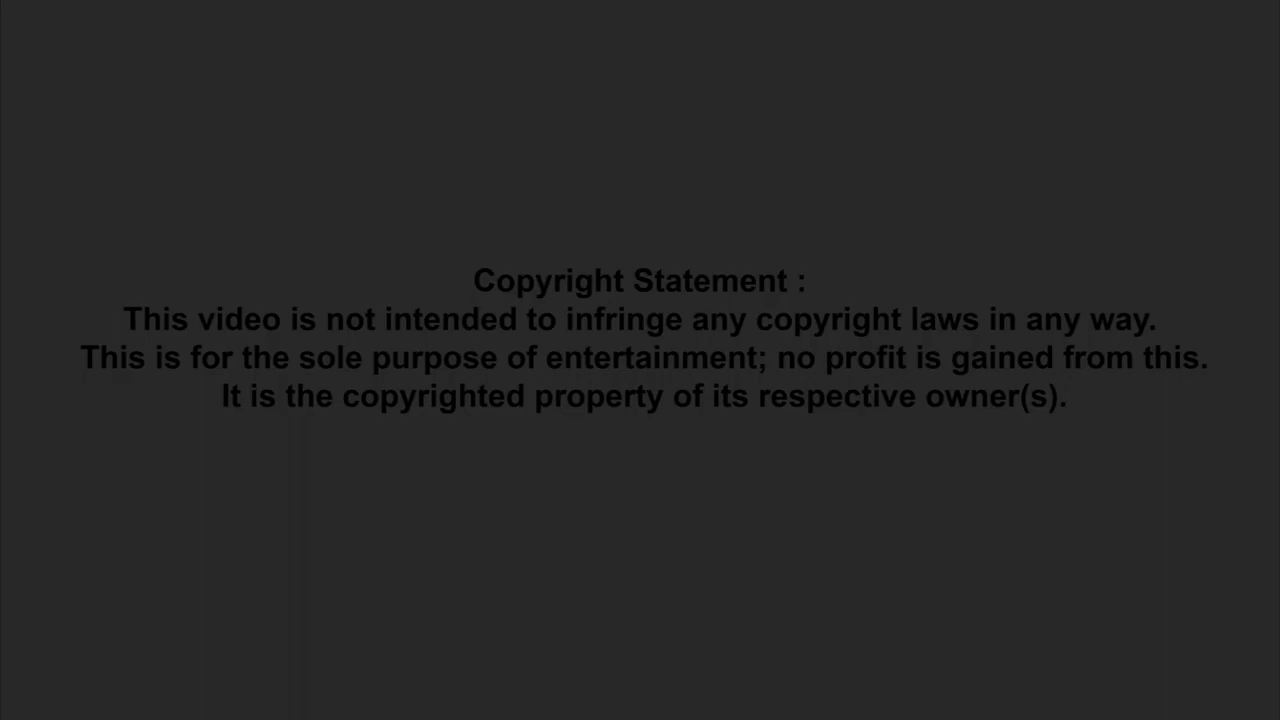 Copyright Statement :
This video is not intended to infringe any copyright laws in any way.
This is for the sole purpose of entertainment; no profit is gained from this.
It is the copyrighted property of its respective owner(s).